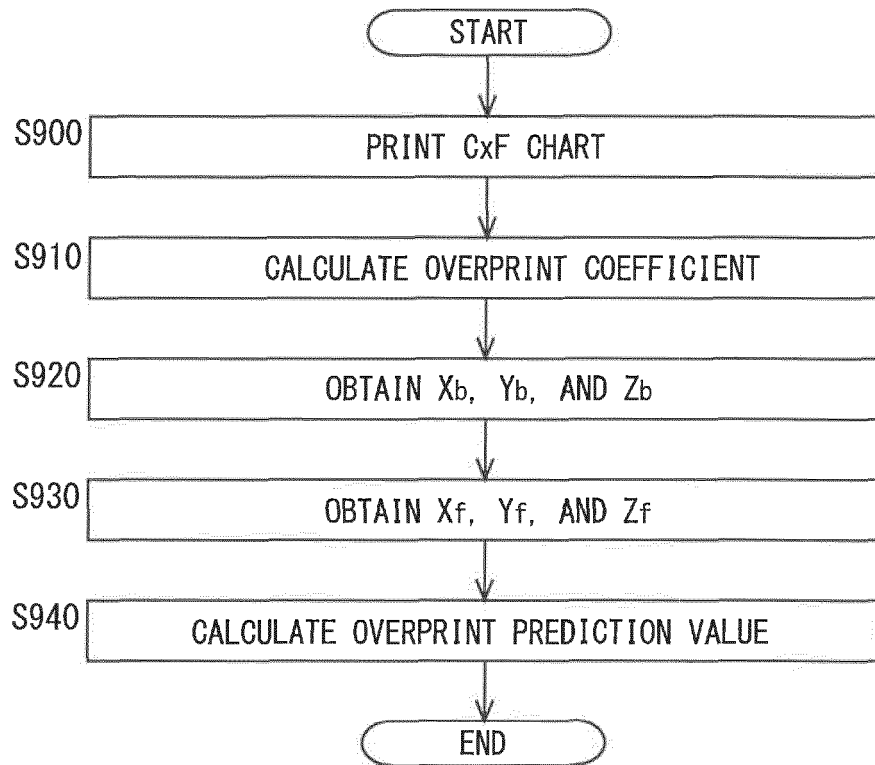 START
S900
PRINT CxF CHART
S910
CALCULATE OVERPRINT COEFFICIENT
S920
OBTAIN Xb, Yb, AND Zb
S930
OBTAIN Xf, Yf, AND Zf
S940
CALCULATE OVERPRINT PREDICTION VALUE
END